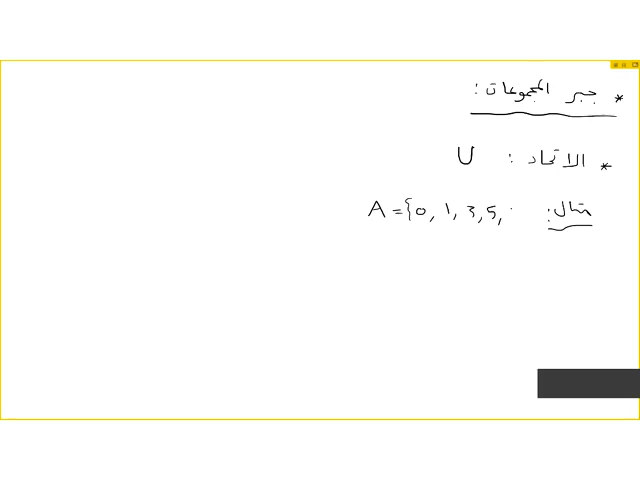 * جبر المجموعات :
* الاتحاد : U
مثال: A = {0, 1, 3, 5,